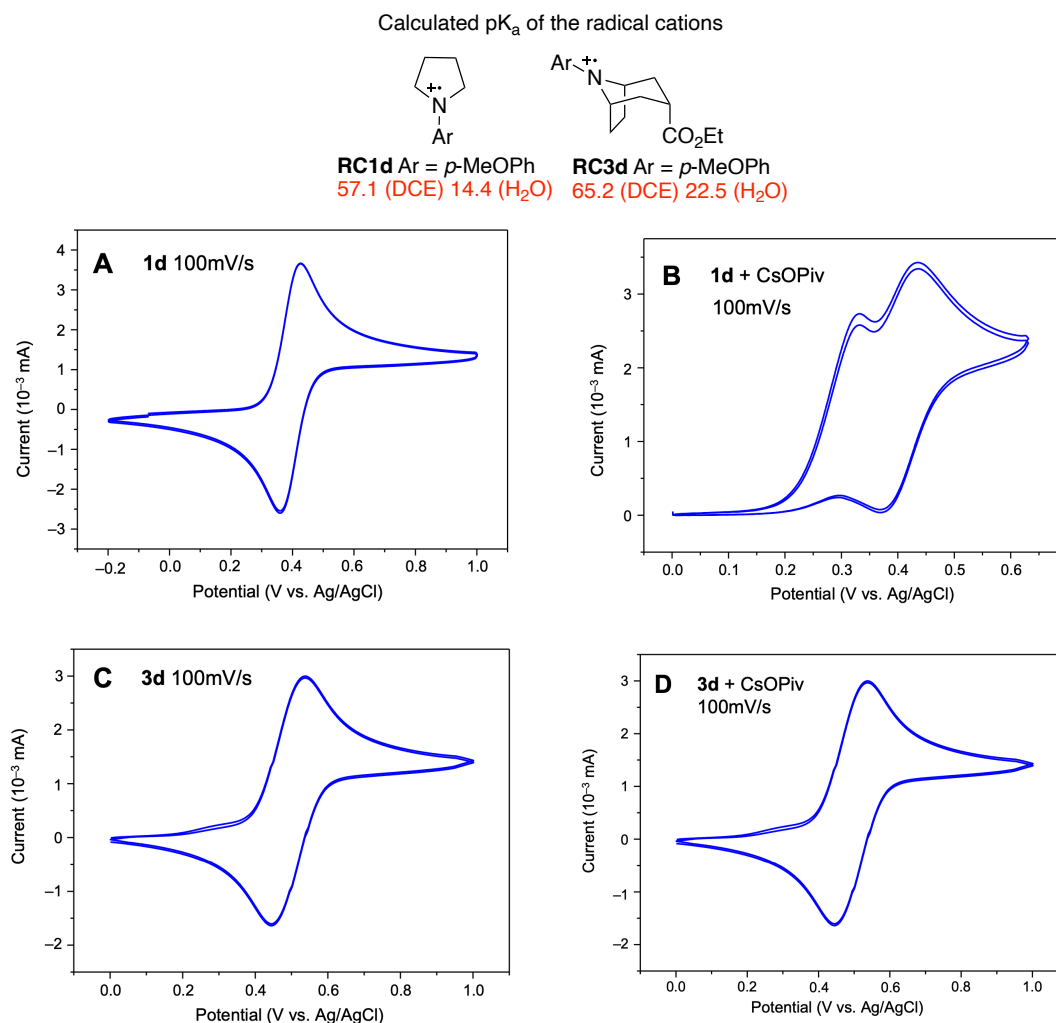 Calculated pKa of the radical cations
Ar
+•
N
N
+•
Ar
CO2Et
RC1d Ar = p-MeOPh
57.1 (DCE) 14.4 (H2O)
RC3d Ar = p-MeOPh
65.2 (DCE) 22.5 (H2O)
A 1d 100mV/s
4
3
2
1
0
–1
–2
–3
Current (10–3 mA)
–0.2 0.0 0.2 0.4 0.6 0.8 1.0
Potential (V vs. Ag/AgCl)
B 1d + CsOPiv
100mV/s
3
2
1
0
Current (10–3 mA)
0.0 0.1 0.2 0.3 0.4 0.5 0.6
Potential (V vs. Ag/AgCl)
C 3d 100mV/s
3
2
1
0
–1
–2
Current (10–3 mA)
0.0 0.2 0.4 0.6 0.8 1.0
Potential (V vs. Ag/AgCl)
D 3d + CsOPiv
100mV/s
3
2
1
0
–1
–2
Current (10–3 mA)
0.0 0.2 0.4 0.6 0.8 1.0
Potential (V vs. Ag/AgCl)